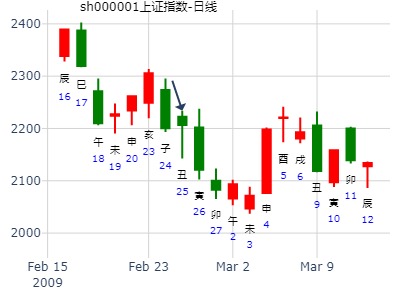 sh000001上证指数-日线
2400
2300
2200
2100
2000
辰
16
巳
17
午
18
未
19
申
20
亥
23
子
24
丑
25
寅
26
卯
27
午
2
未
3
申
4
酉
5
戌
6
丑
9
寅
10
卯
11
辰
12
Feb 15
2009
Feb 23
Mar 2
Mar 9